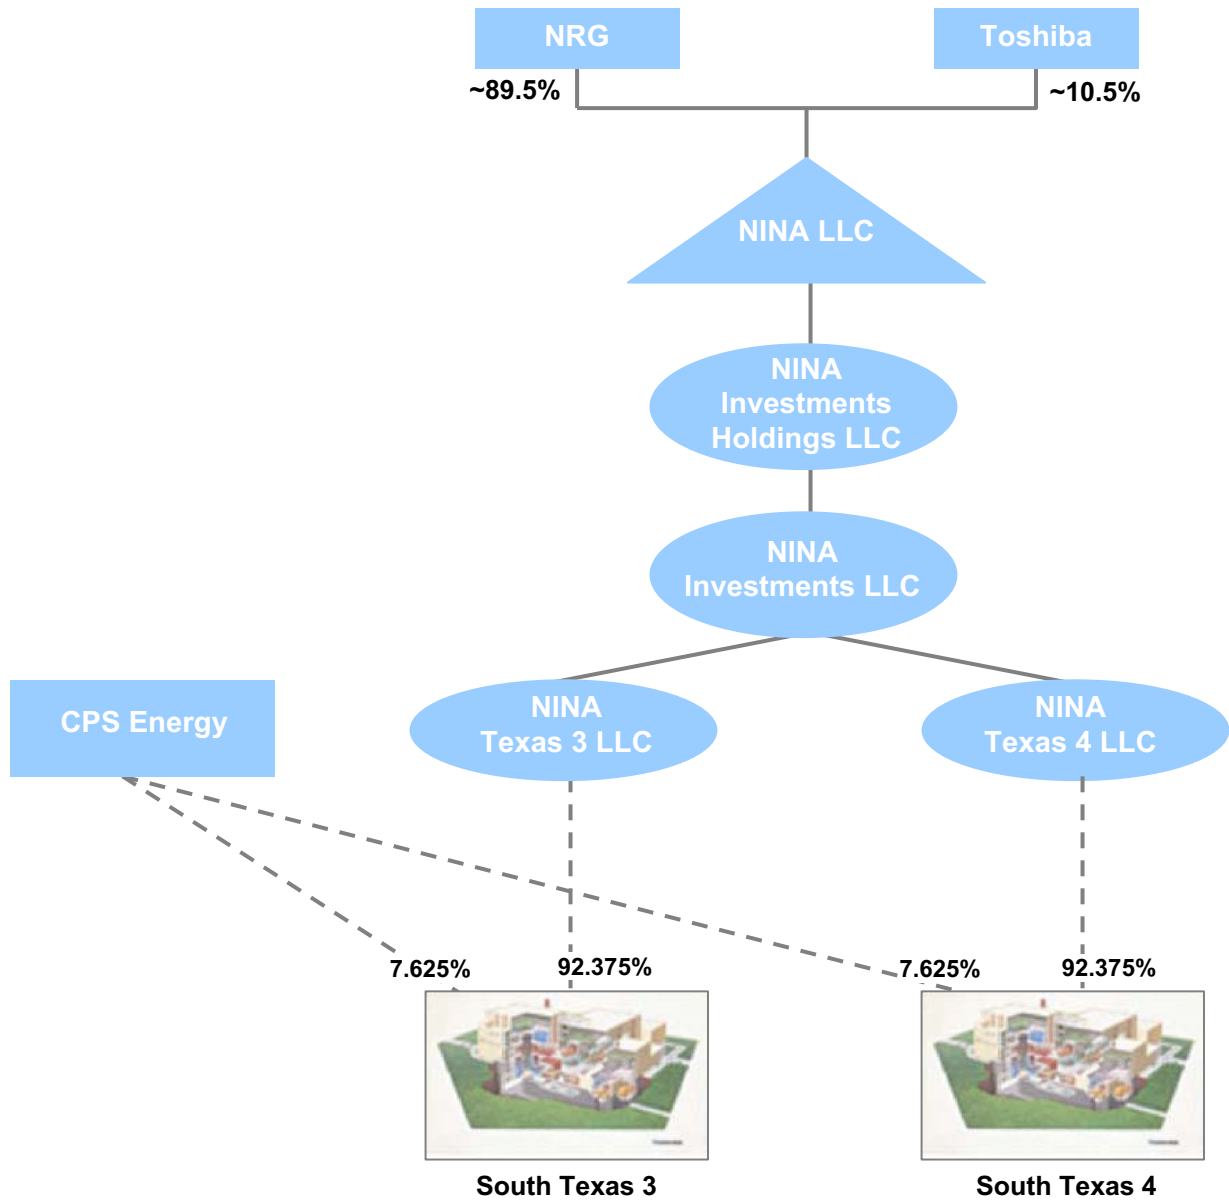 NRG
Toshiba
~89.5%
~10.5%
NINA LLC
NINA
Investments
Holdings LLC
NINA
Investments LLC
CPS Energy
NINA
Texas 3 LLC
NINA
Texas 4 LLC
7.625%
92.375%
7.625%
92.375%
South Texas 3
South Texas 4